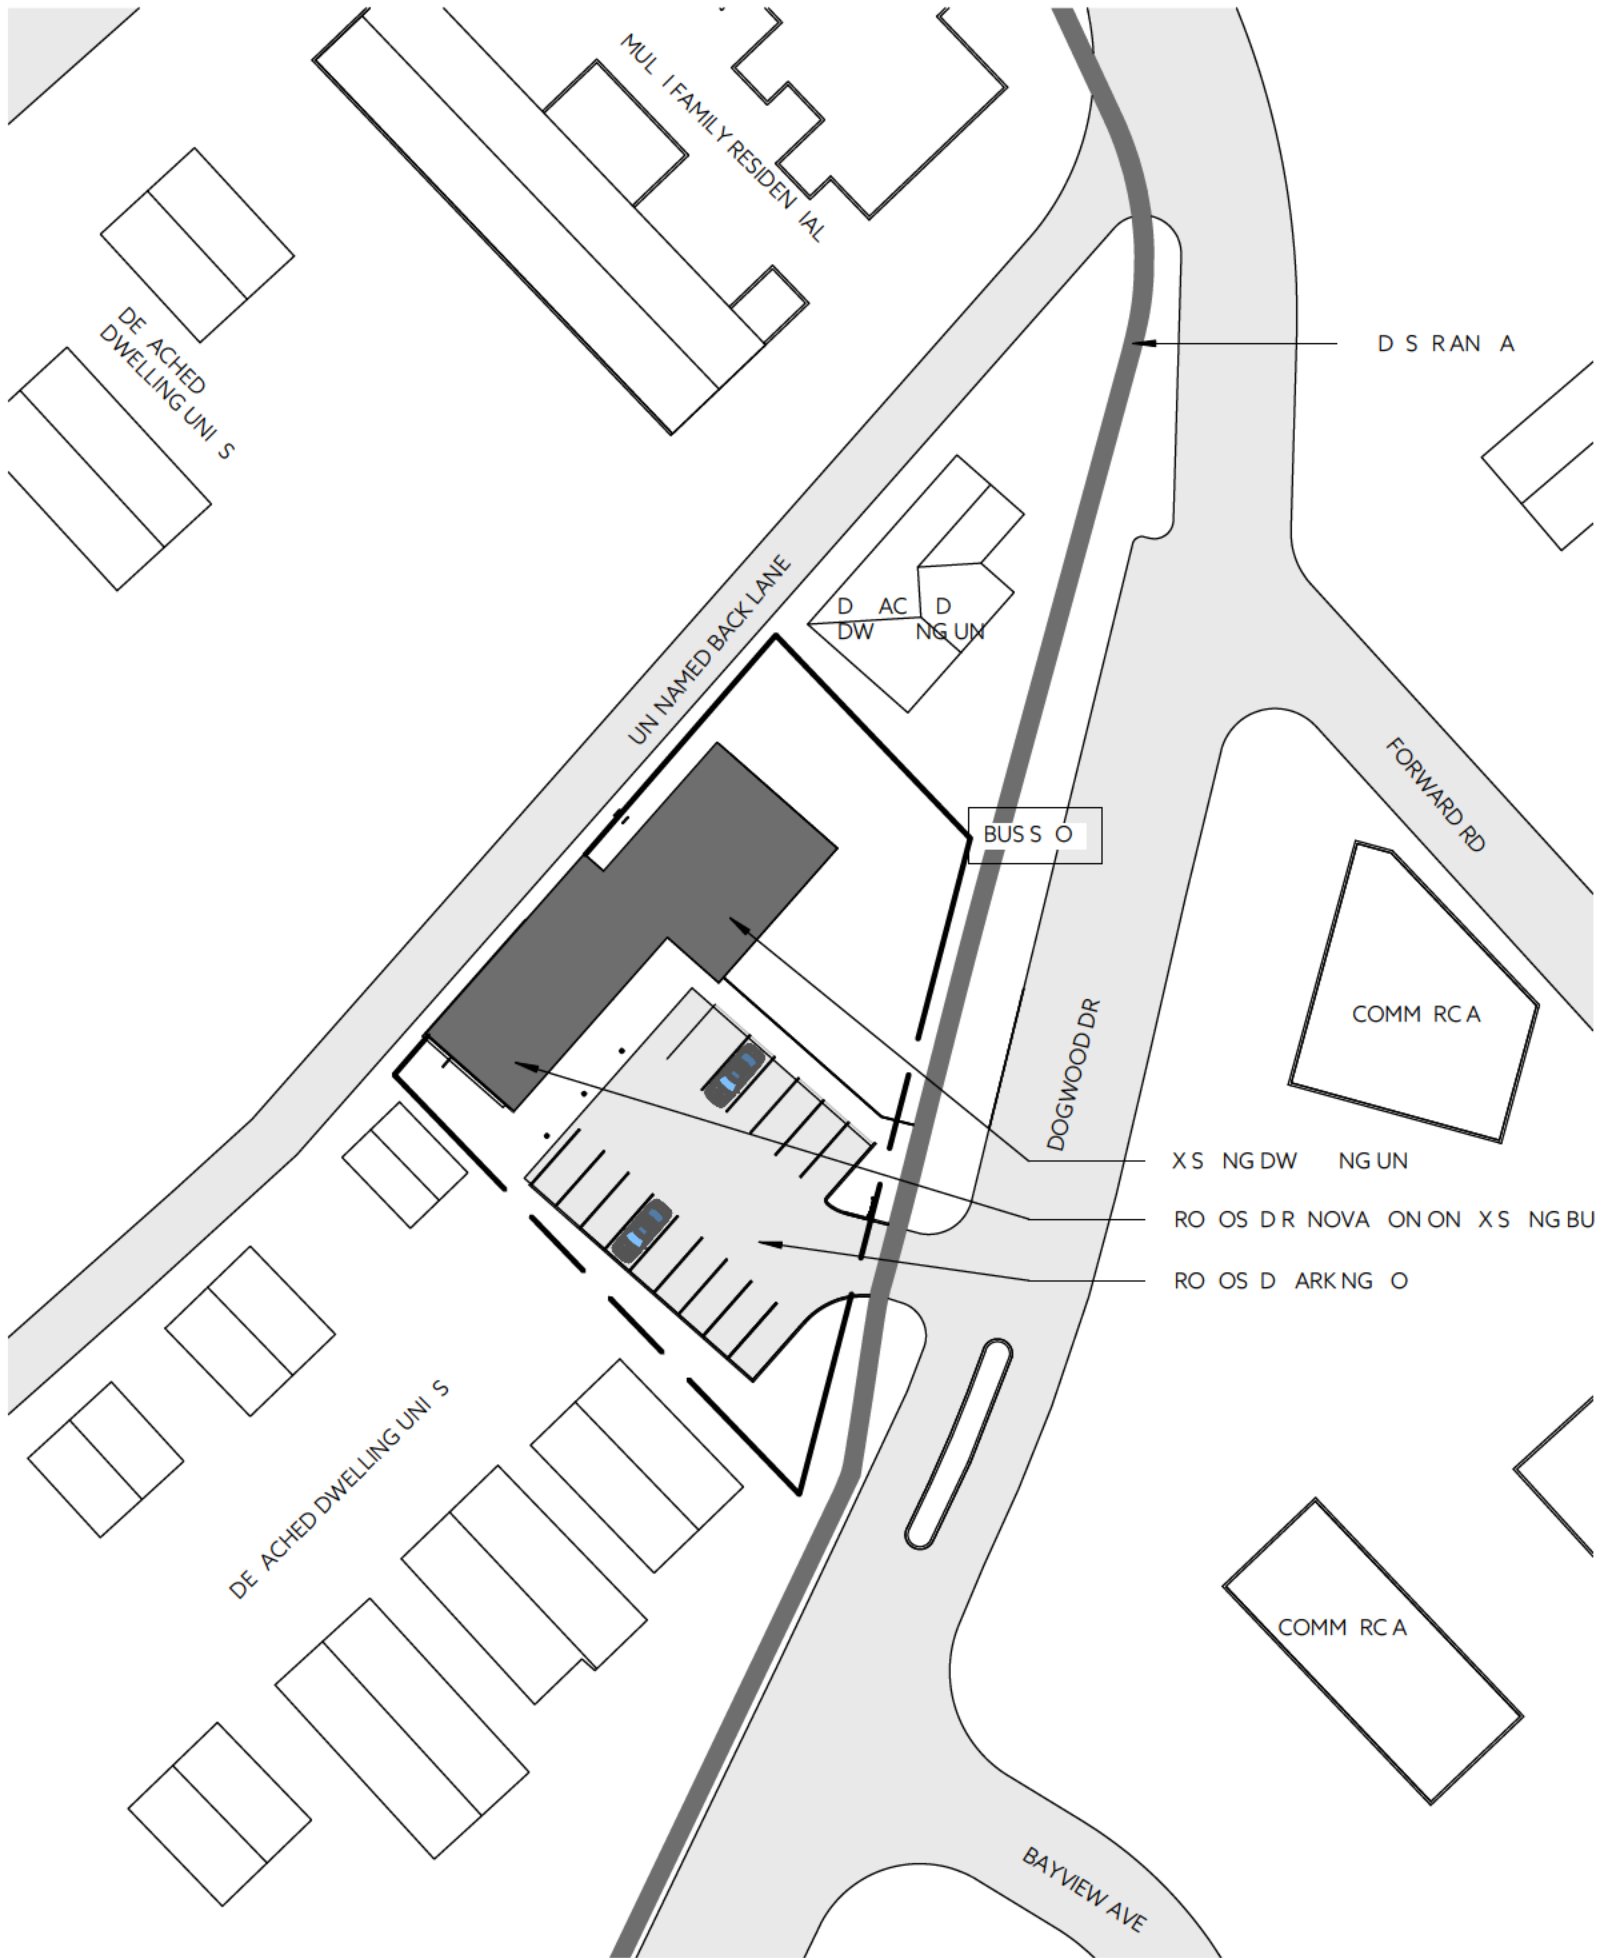 MUL I FAMILY RESIDEN IAL
DE ACHED
DWELLING UNI S
D S RAN A
UN NAMED BACK LANE
D AC D
DW NG UN
BUS S O
FORWARD RD
COMM RC A
DOGWOOD DR
X S NG DW NG UN
RO OS D R NOVA ON ON X S NG BU
RO OS D ARK NG O
DE ACHED DWELLING UNI S
COMM RC A
BAYVIEW AVE